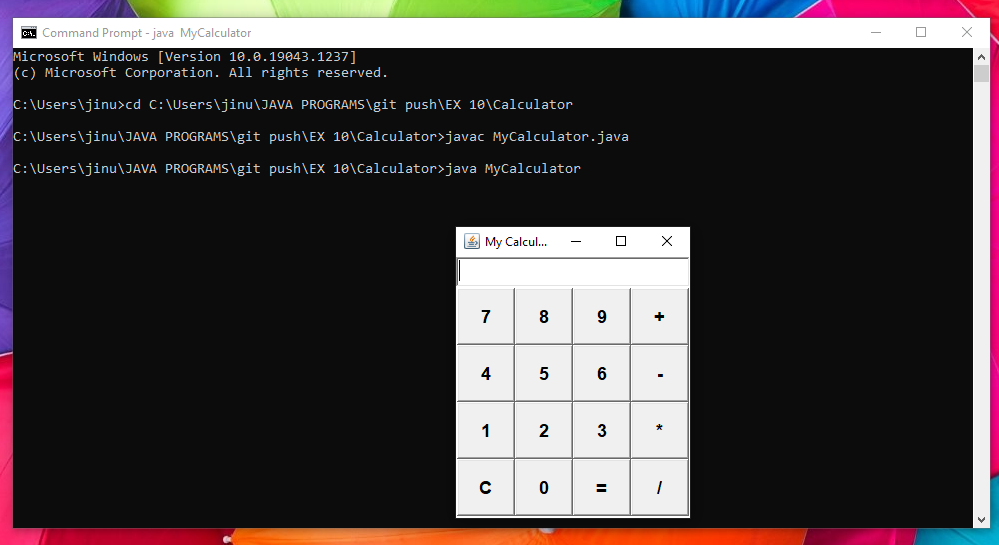 Command Prompt - java  MyCalculator
Microsoft Windows [Version 10.0.19043.1237]
(c) Microsoft Corporation. All rights reserved.
C:\Users\jinu>cd C:\Users\jinu\JAVA PROGRAMS\git push\EX 10\Calculator
C:\Users\jinu\JAVA PROGRAMS\git push\EX 10\Calculator>javac MyCalculator.java
C:\Users\jinu\JAVA PROGRAMS\git push\EX 10\Calculator>java MyCalculator
My Calcul...
7 8 9 +
4 5 6 -
1 2 3 *
C 0 = /